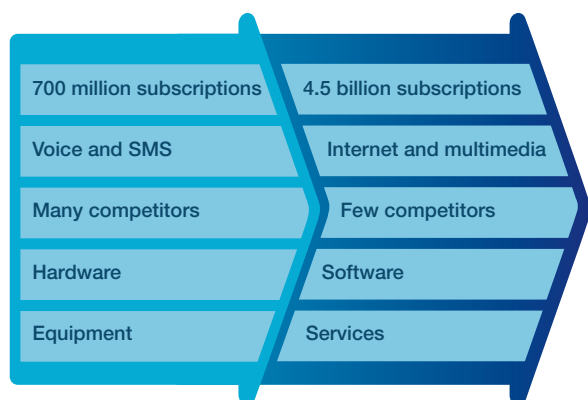 700 million subscriptions
4.5 billion subscriptions
Voice and SMS
Internet and multimedia
Many competitors
Few competitors
Hardware
Software
Equipment
Services